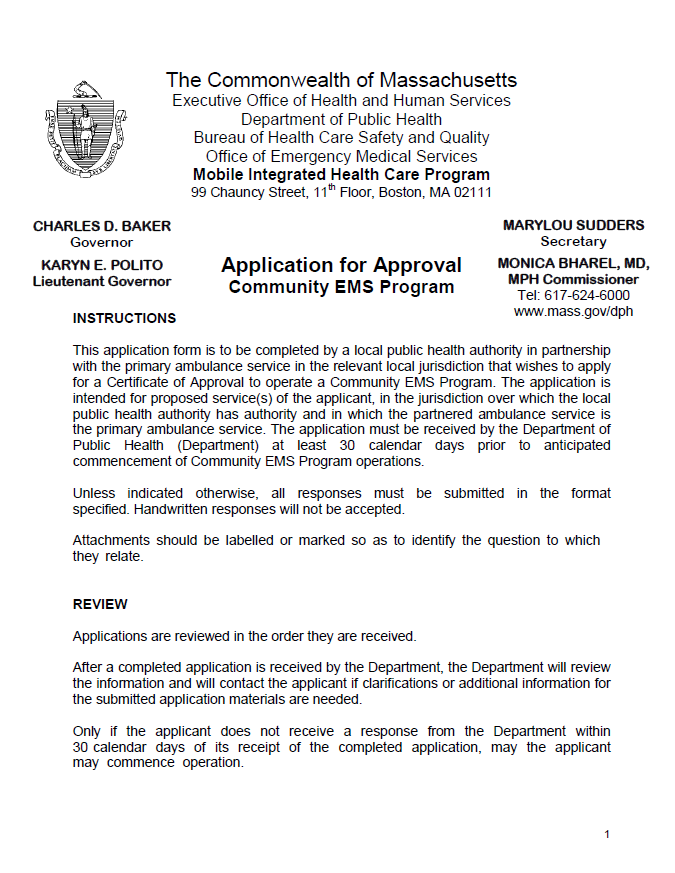 The Commonwealth of Massachusetts
Executive Office of Health and Human Services
Department of Public Health
Bureau of Health Care Safety and Quality
Office of Emergency Medical Services
Mobile Integrated Health Care Program
99 Chauncy Street, 11th Floor, Boston, MA 02111
CHARLES D. BAKER
Governor
KARYN E. POLITO
Lieutenant Governor
Application for Approval
Community EMS Program
MARYLOU SUDDERS
Secretary
MONICA BHAREL, MD,
MPH Commissioner
Tel: 617-624-6000
www.mass.gov/dph
INSTRUCTIONS
This application form is to be completed by a local public health authority in partnership
with the primary ambulance service in the relevant local jurisdiction that wishes to apply
for a Certificate of Approval to operate a Community EMS Program. The application is
intended for proposed service(s) of the applicant, in the jurisdiction over which the local
public health authority has authority and in which the partnered ambulance service is
the primary ambulance service. The application must be received by the Department of
Public Health (Department) at least 30 calendar days prior to anticipated
commencement of Community EMS Program operations.
Unless indicated otherwise, all responses must be submitted in the format
specified. Handwritten responses will not be accepted.
Attachments should be labelled or marked so as to identify the question to which
they relate.
REVIEW
Applications are reviewed in the order they are received.
After a completed application is received by the Department, the Department will review
the information and will contact the applicant if clarifications or additional information for
the submitted application materials are needed.
Only if the applicant does not receive a response from the Department within
30 calendar days of its receipt of the completed application, may the applicant
may commence operation.
1